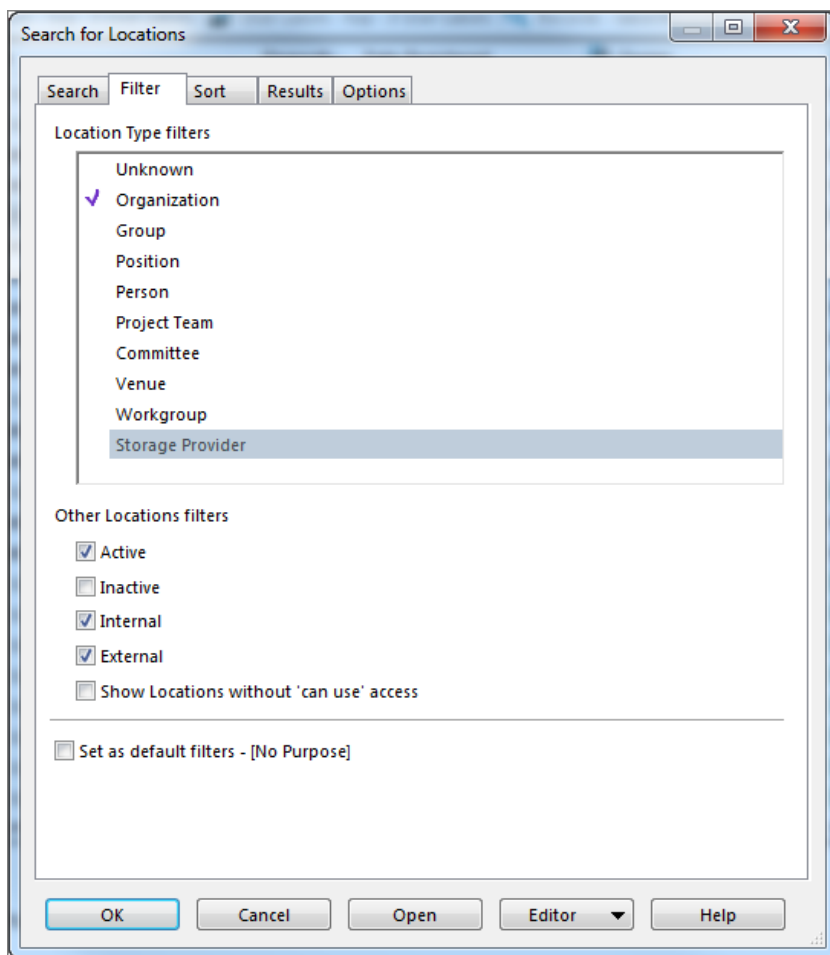 Search for Locations
Search Filter Sort Results Options
Location Type filters
Unknown
Organization
Group
Position
Person
Project Team
Committee
Venue
Workgroup
Storage Provider
Other Locations filters
Active
Inactive
Internal
External
Show Locations without 'can use' access
Set as default filters - [No Purpose]
OK Cancel Open Editor Help